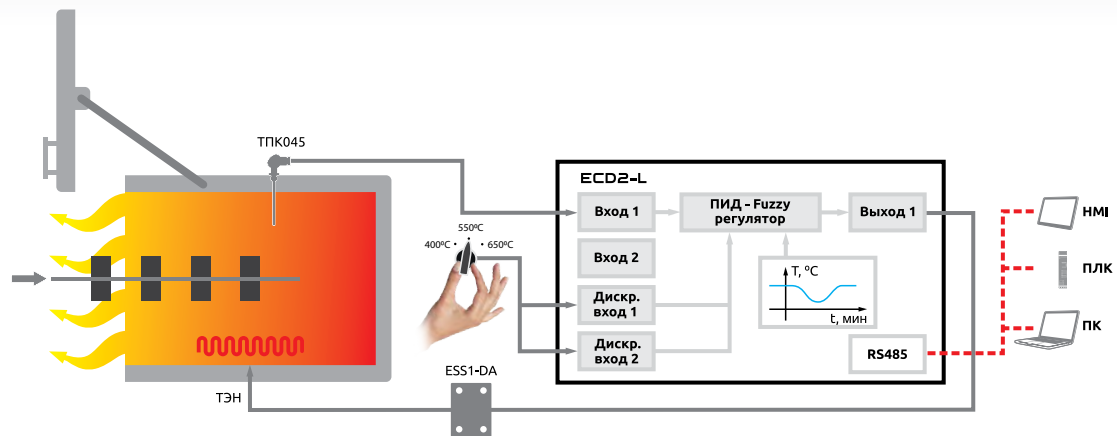 ТПК045
ECD2-L
Вход 1
ПИД - Fuzzy
регулятор
Выход 1
HMI
550ºC
400ºC
650ºC
Вход 2
T, ºC
ПЛК
Дискр.
вход 1
t, мин
ПК
Дискр.
вход 2
RS485
ESS1-DA
ТЭН